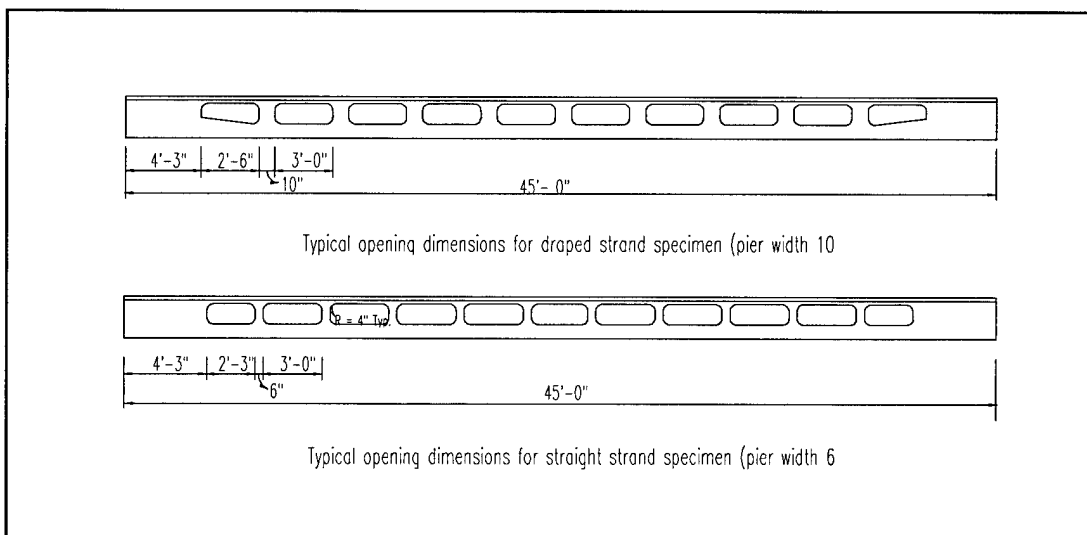 4'-3" 2'-6" 3'-0"
10"
45'- 0"
Typical opening dimensions for draped strand specimen (pier width 10
R = 4" Typ.
4'-3" 2'-3" 3'-0"
6"
45'-0"
Typical opening dimensions for straight strand specimen (pier width 6